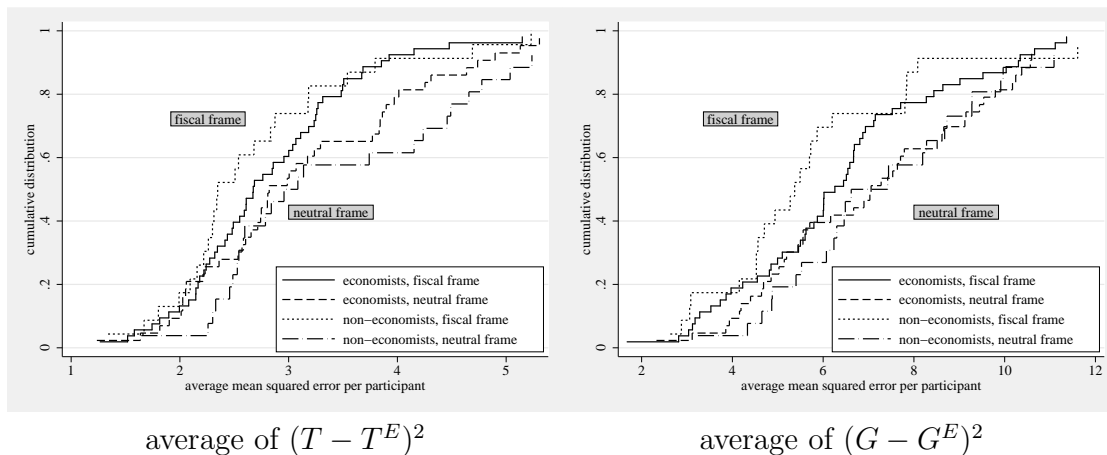 cumulative distribution
0 .2 .4 .6 .8 1
fiscal frame
neutral frame
economists, fiscal frame
economists, neutral frame
non−economists, fiscal frame
non−economists, neutral frame
1 2 3 4 5
average mean squared error per participant
average of (T − T^E)^2
cumulative distribution
0 .2 .4 .6 .8 1
fiscal frame
neutral frame
economists, fiscal frame
economists, neutral frame
non−economists, fiscal frame
non−economists, neutral frame
2 4 6 8 10 12
average mean squared error per participant
average of (G − G^E)^2